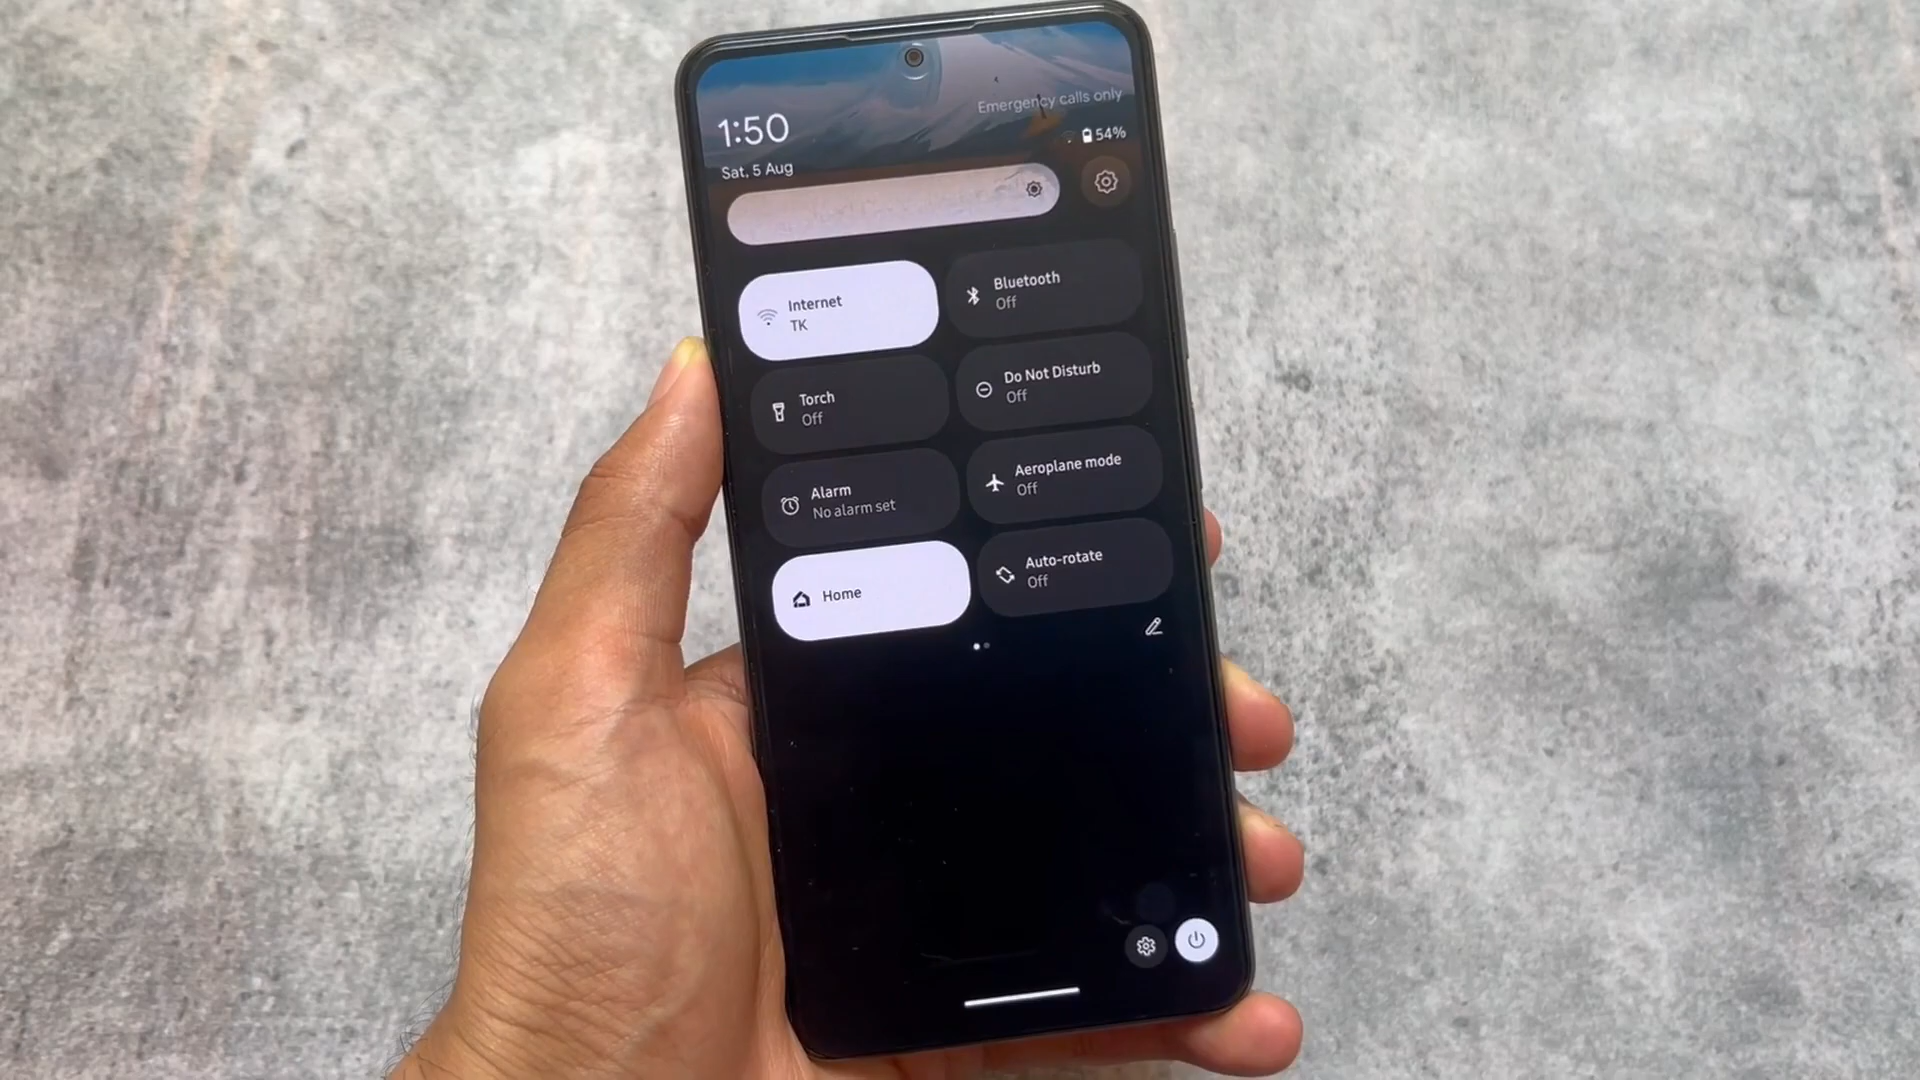 Emergency calls only
1:50
54%
Sat, 5 Aug
Internet
TK
Bluetooth
Off
Torch
Off
Do Not Disturb
Off
Alarm
No alarm set
Aeroplane mode
Off
Home
Auto-rotate
Off